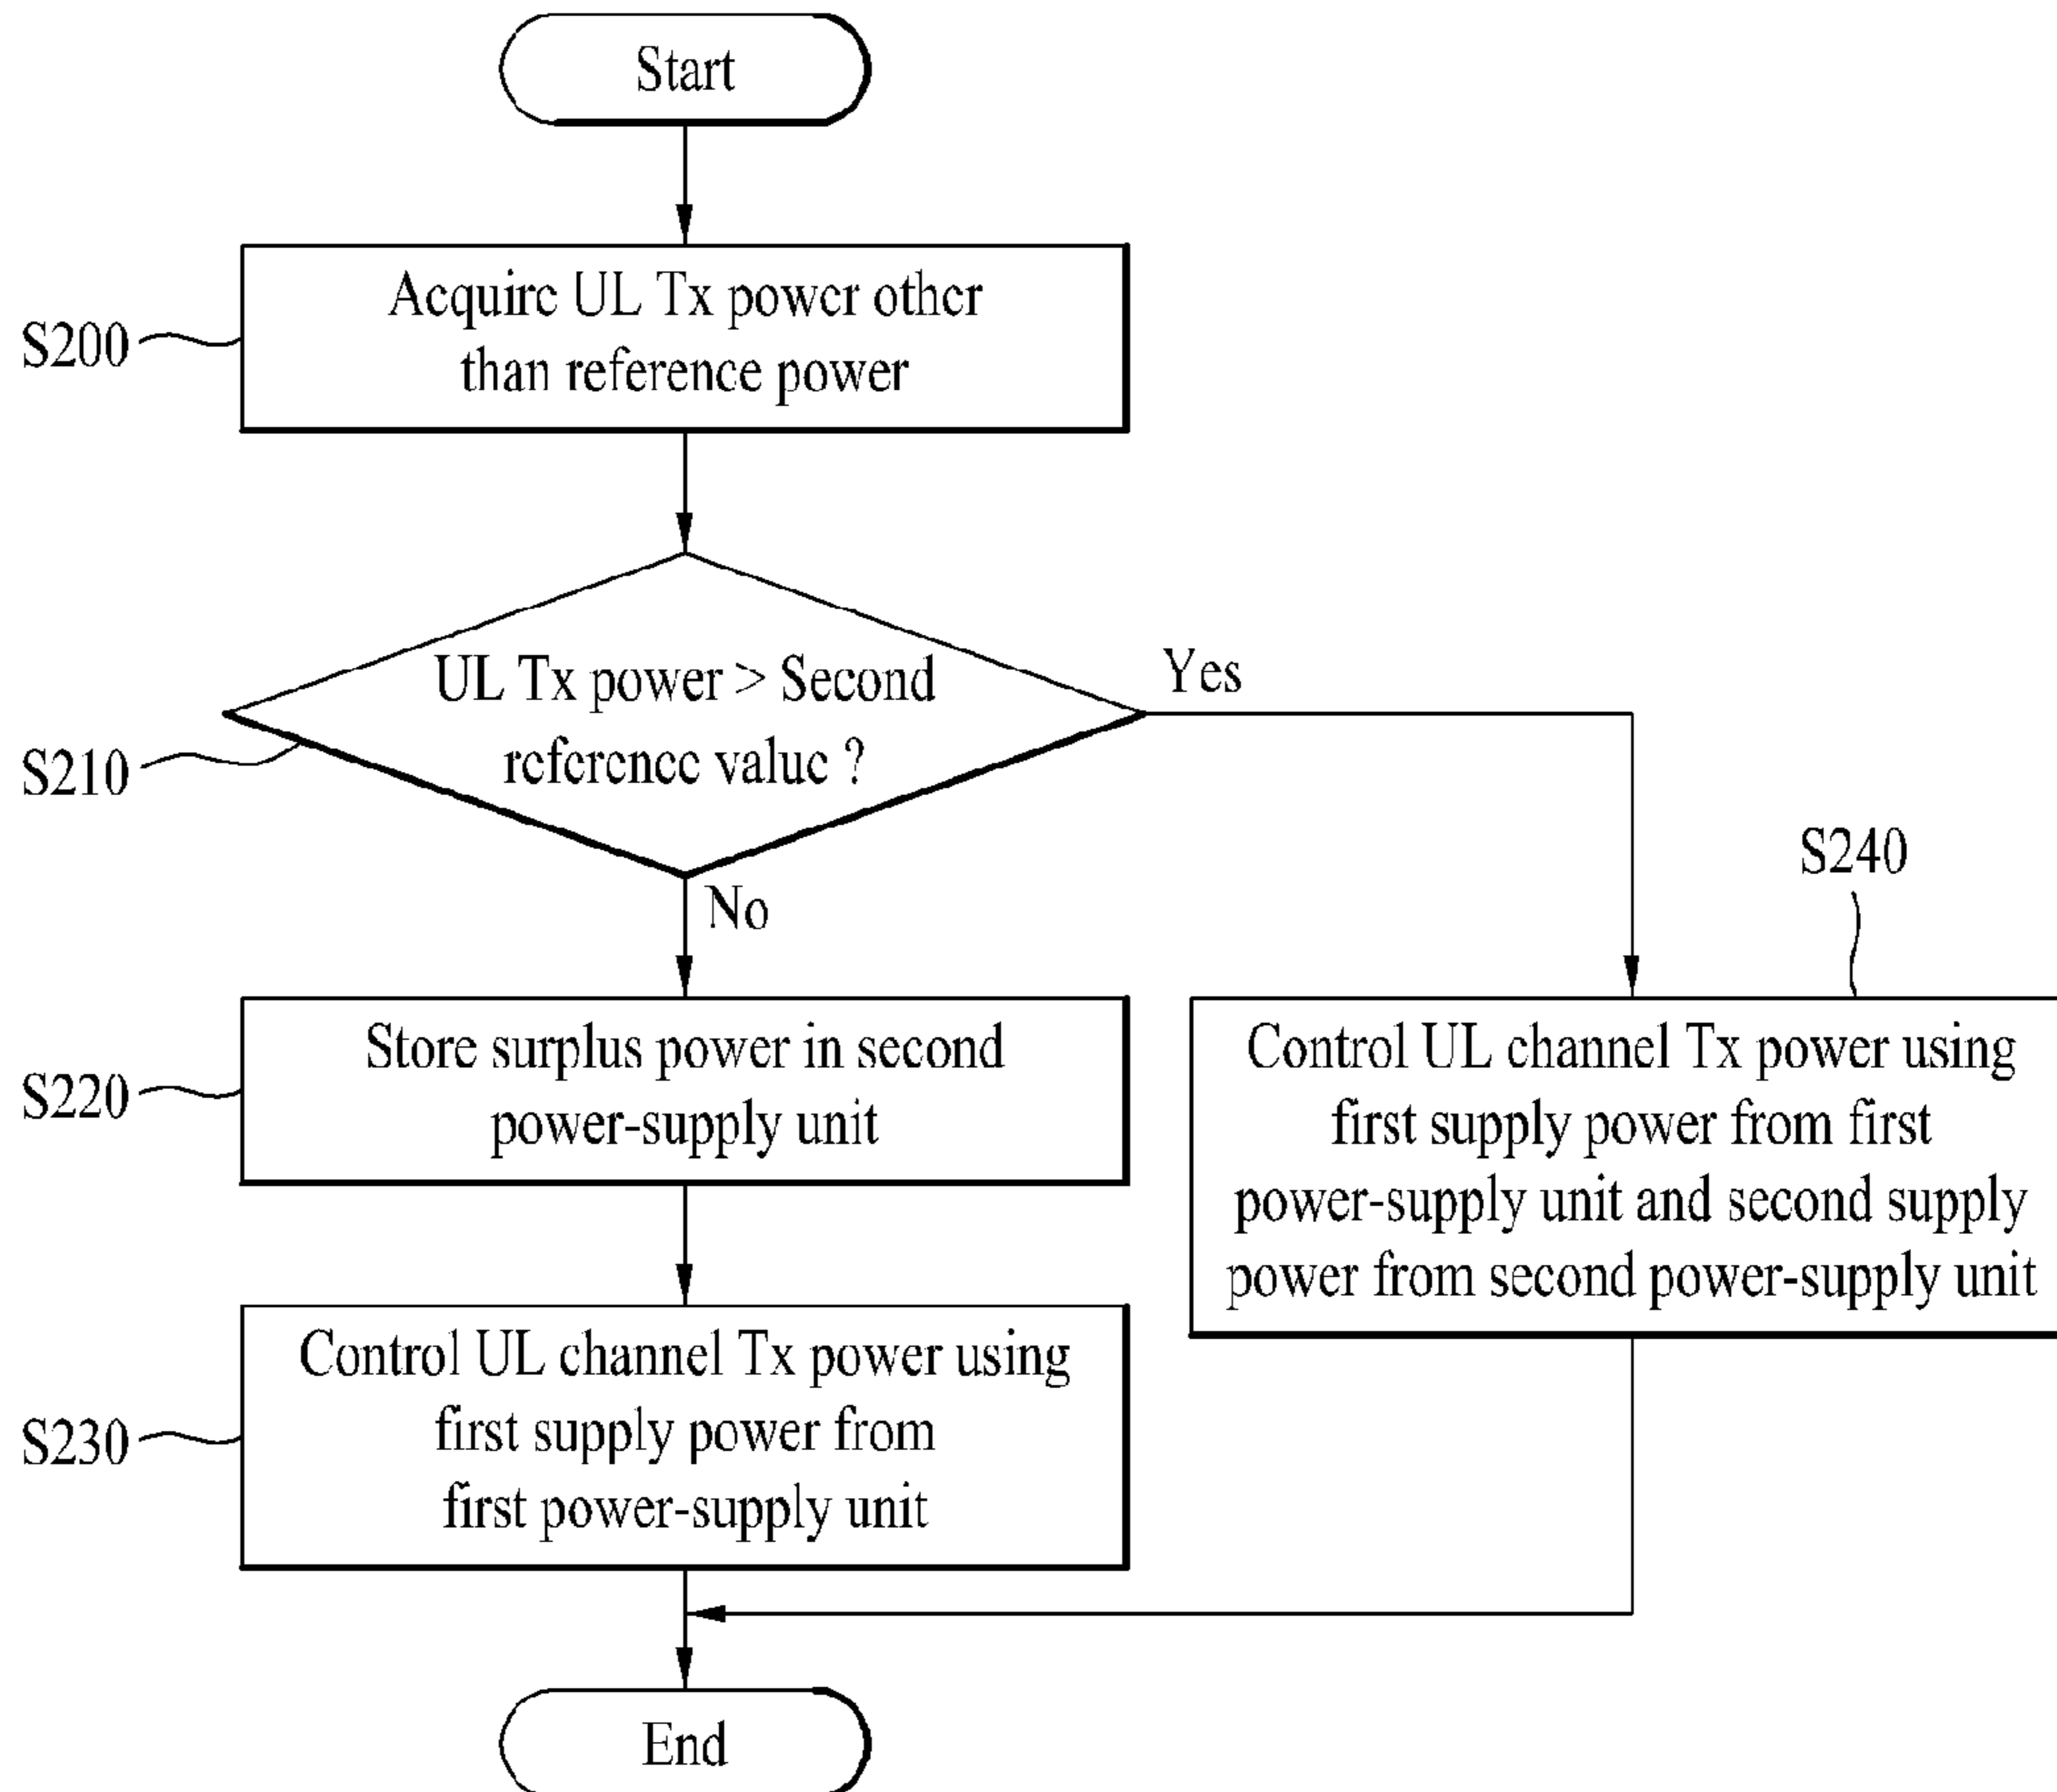 Start
S200
Acquire UL Tx power other
than reference power
S210
UL Tx power > Second
reference value ?
Yes
No
S220
Store surplus power in second
power-supply unit
S240
Control UL channel Tx power using
first supply power from first
power-supply unit and second supply
power from second power-supply unit
S230
Control UL channel Tx power using
first supply power from
first power-supply unit
End